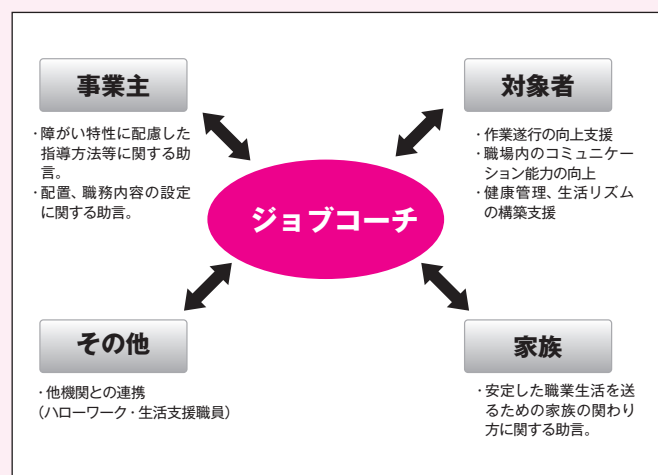 事業主
・障がい特性に配慮した
指導方法等に関する助
言。
・配置、職務内容の設定
に関する助言。
対象者
・作業遂行の向上支援
・職場内のコミュニケー
ション能力の向上
・健康管理、生活リズム
の構築支援
ジョブコーチ
その他
・他機関との連携
（ハローワーク・生活支援職員）
家族
・安定した職業生活を送
るための家族の関わり
方に関する助言。